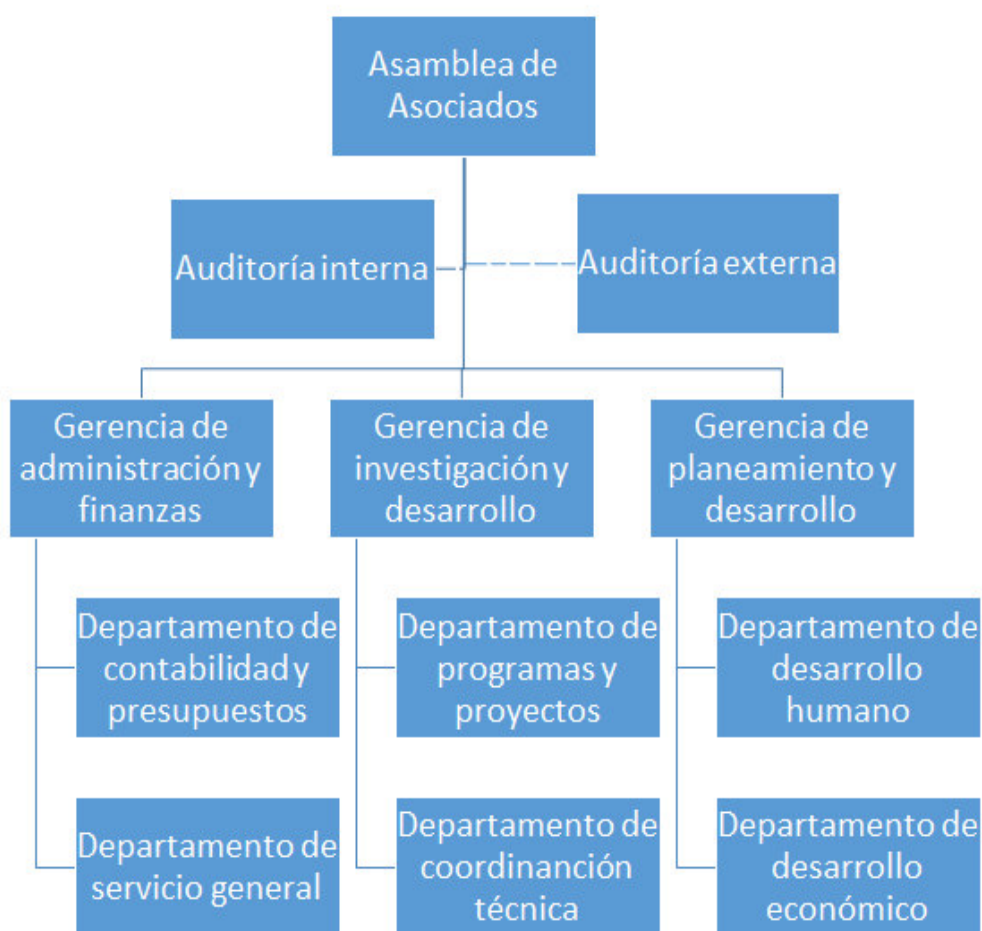 Asamblea de
Asociados
Auditoría interna
Auditoría externa
Gerencia de
administración y
finanzas
Gerencia de
investigación y
desarrollo
Gerencia de
planeamiento y
desarrollo
Departamento de
contabilidad y
presupuestos
Departamento de
programas y
proyectos
Departamento de
desarrollo
humano
Departamento de
servicio general
Departamento de
coordinanción
técnica
Departamento de
desarrollo
económico